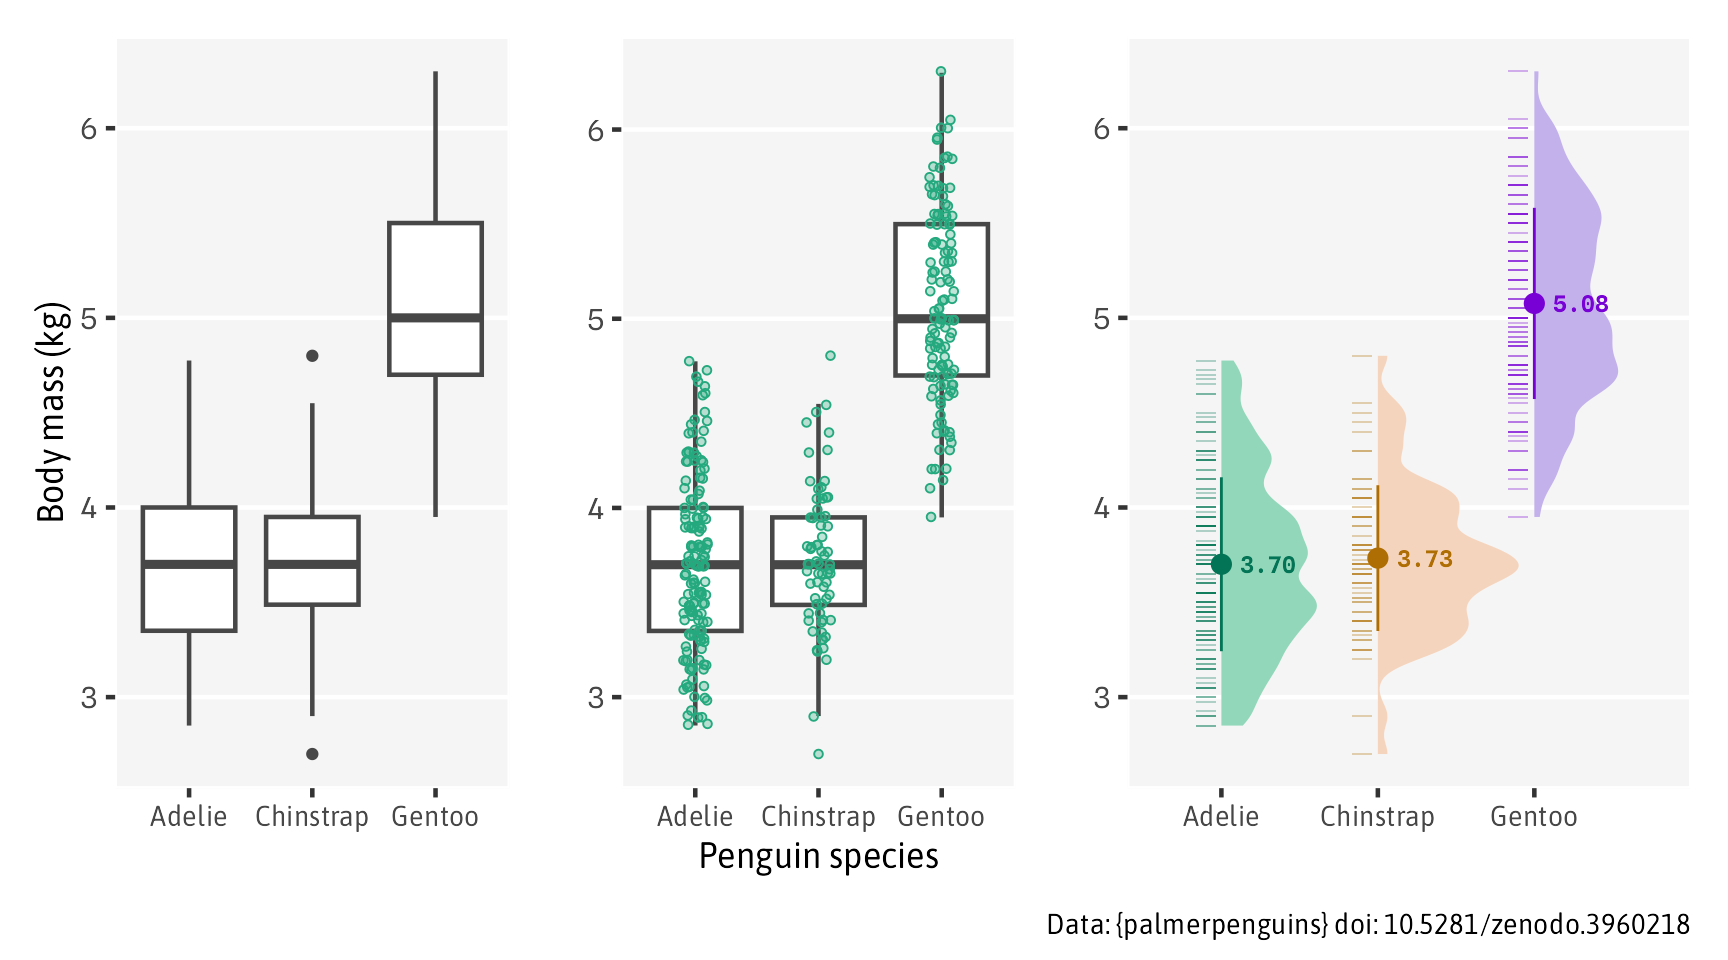 Body mass (kg)
6
5
4
3
Adelie Chinstrap Gentoo
6
5
4
3
Adelie Chinstrap Gentoo
6
5
4
3
5.08
3.70
3.73
Adelie Chinstrap Gentoo
Penguin species
Data: {palmerpenguins} doi: 10.5281/zenodo.3960218